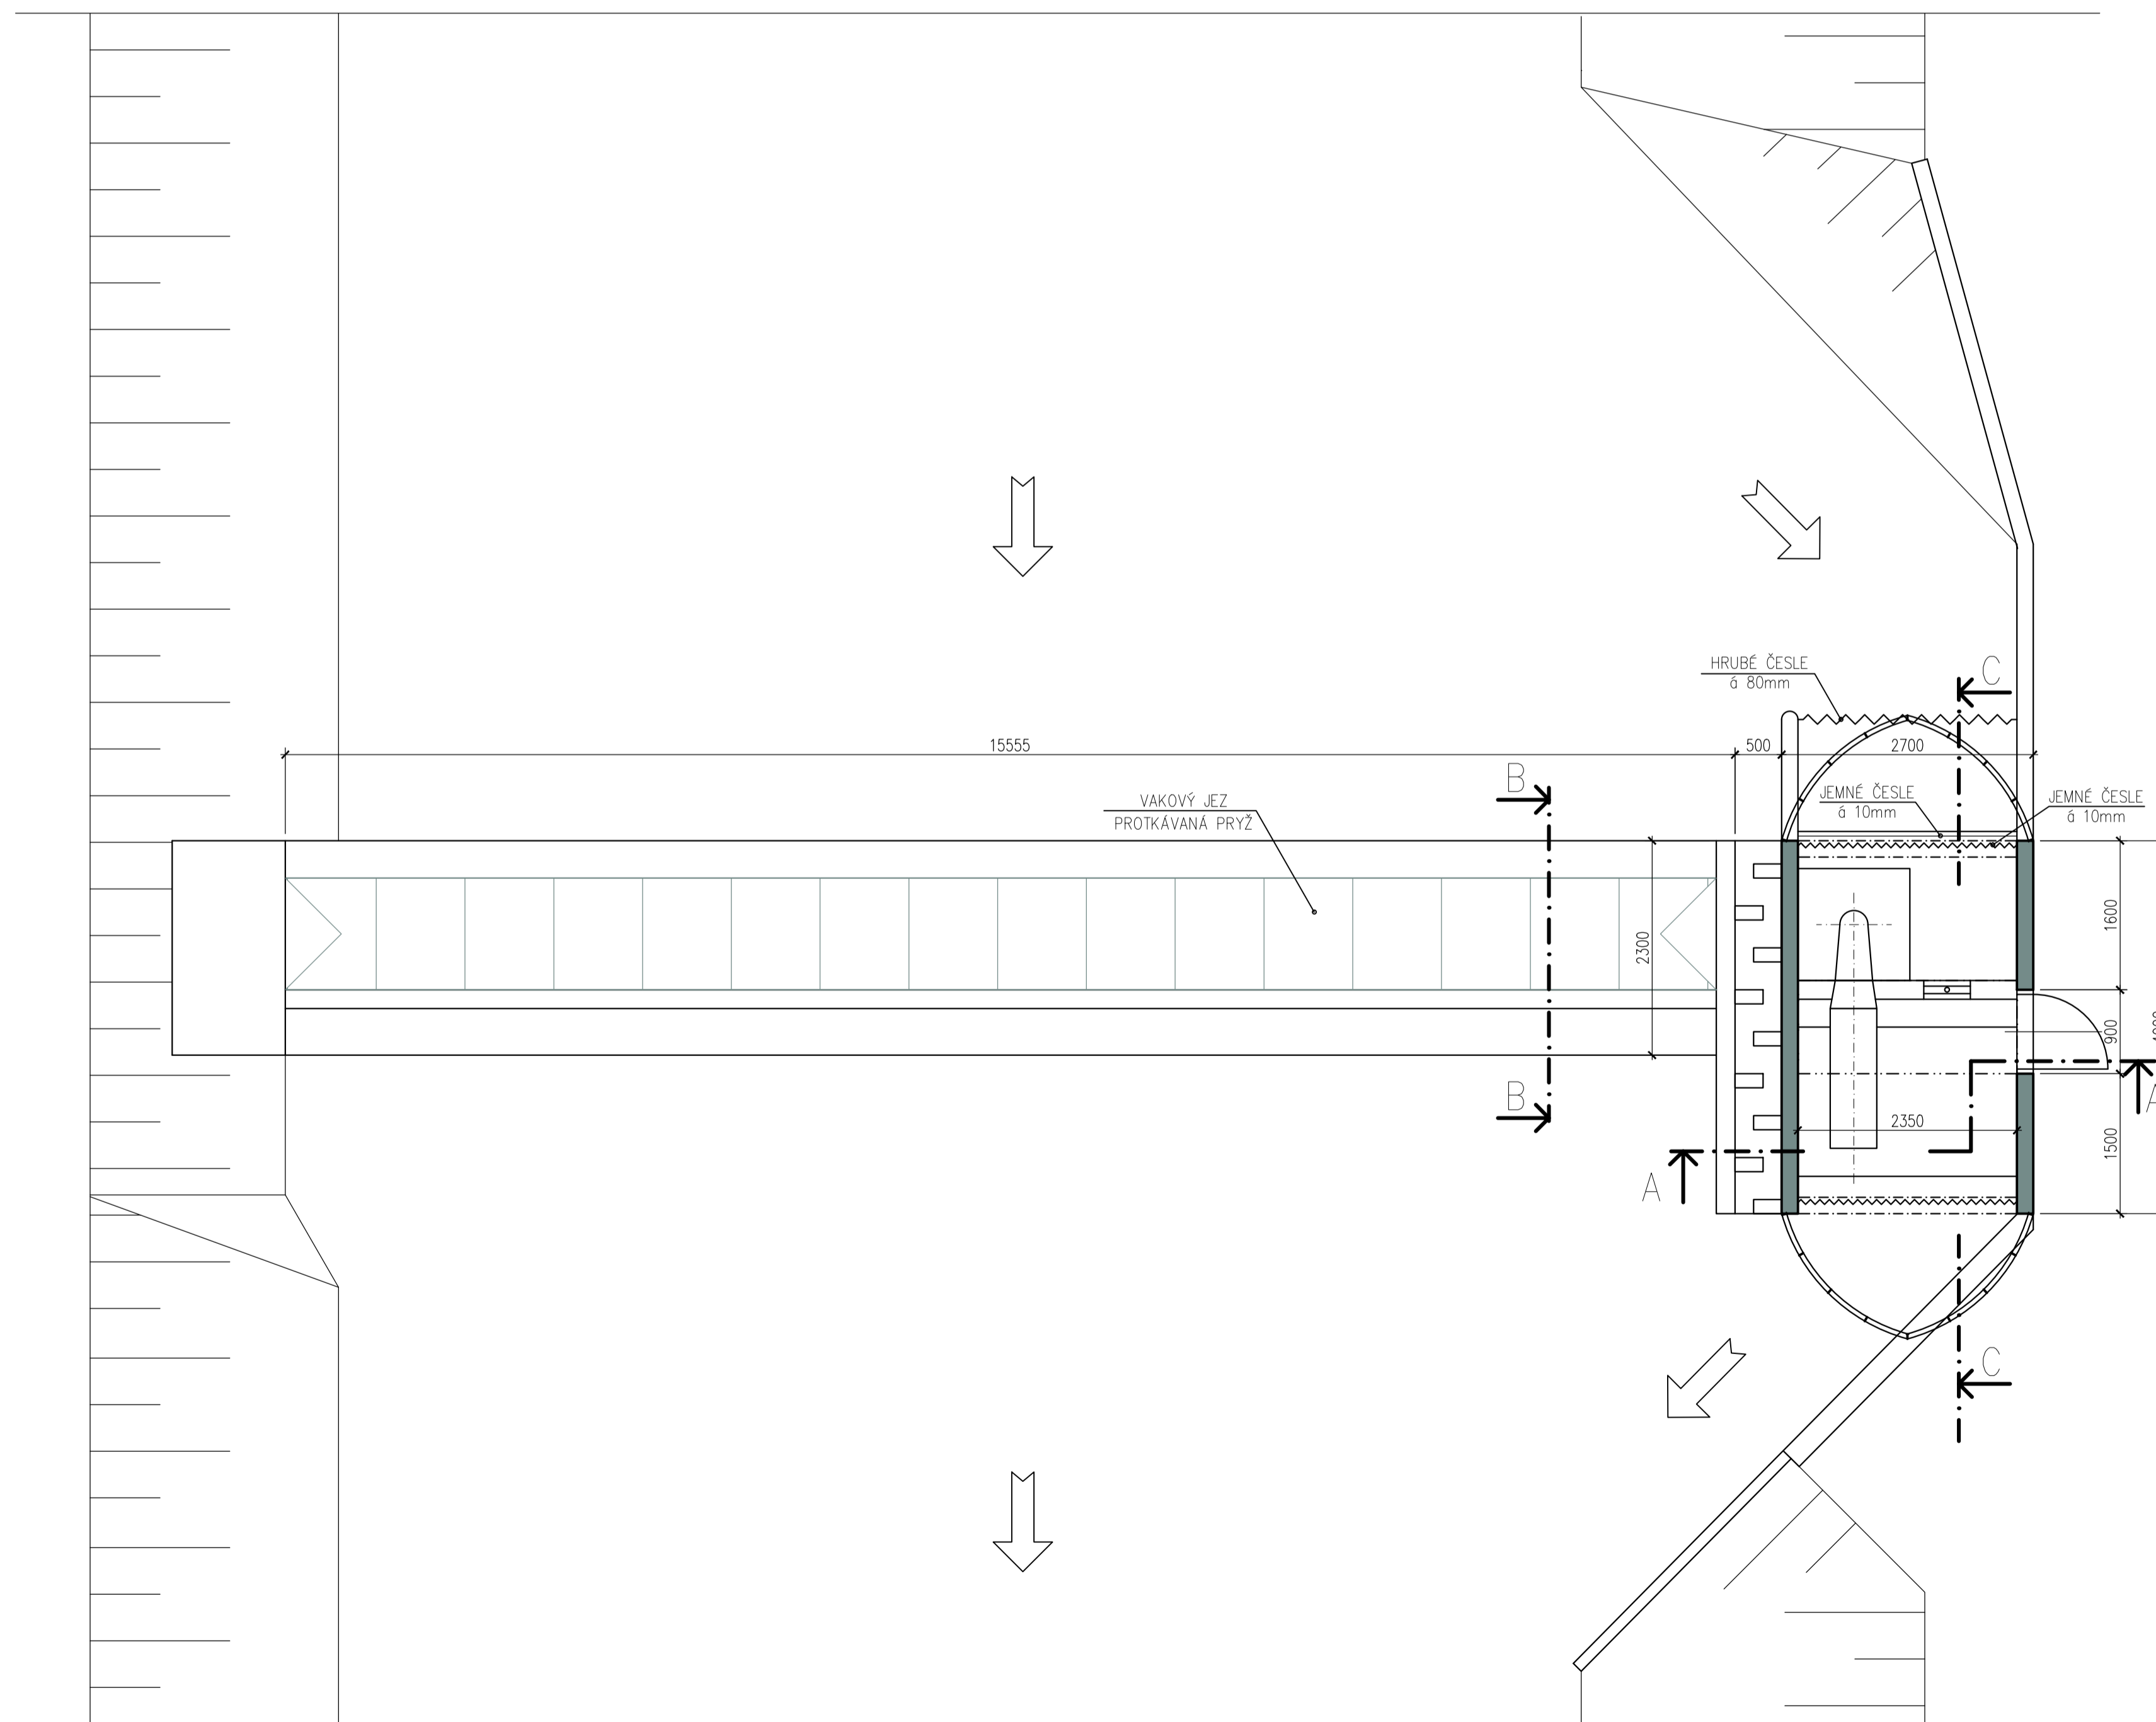 HRUBÉ ČESLE
á 80mm
C
15555
500
2700
B
VAKOVÝ JEZ
PROTKÁVANÁ PRYŽ
JEMNÉ ČESLE
á 10mm
JEMNÉ ČESLE
á 10mm
2300
1600
900
B
A
2350
1500
A
C